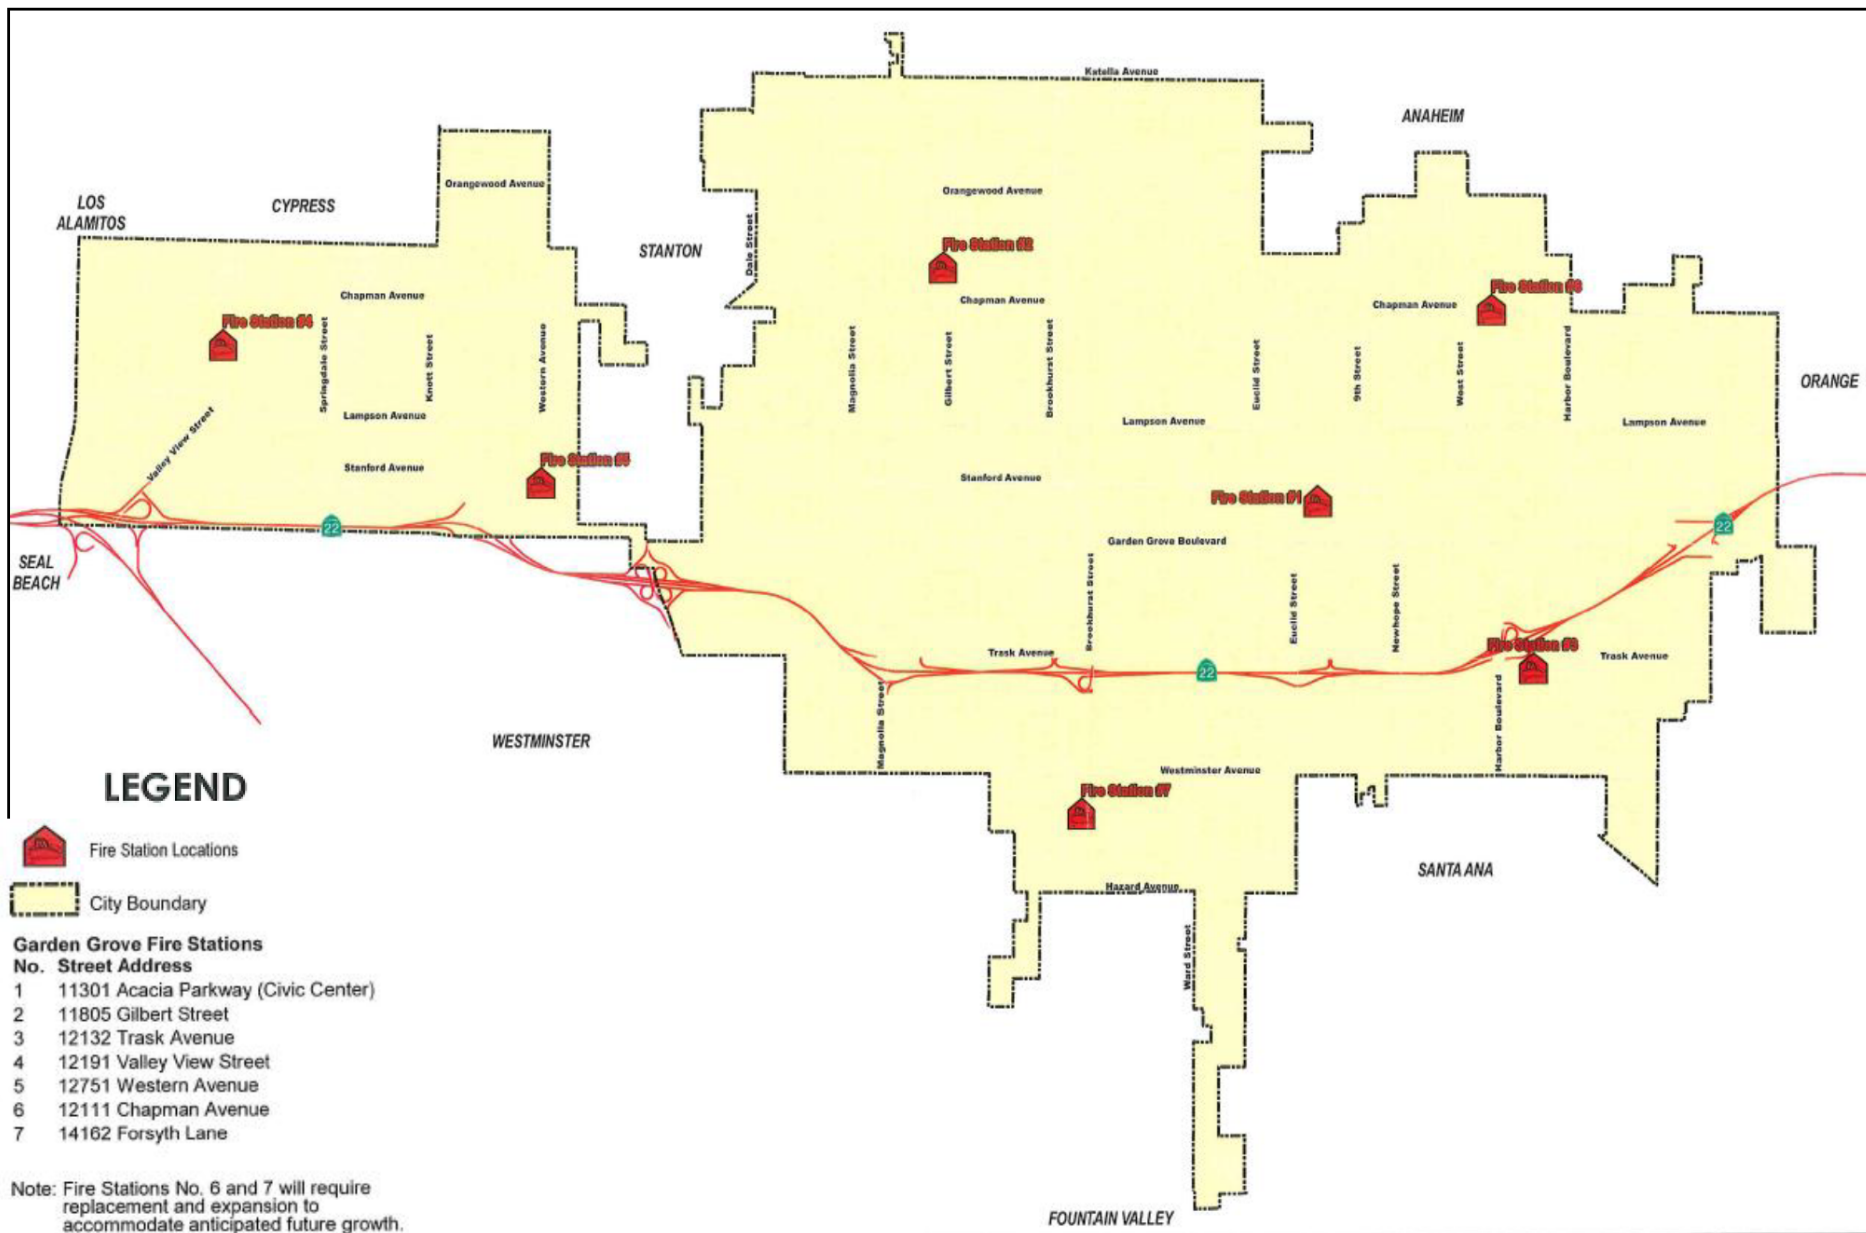 Katella Avenue
ANAHEIM
LOS
ALAMITOS
CYPRESS
Orangewood Avenue
STANTON
Dale Street
Orangewood Avenue
Fire Station #2
Chapman Avenue
Chapman Avenue
Chapman Avenue
Fire Station #6
Fire Station #4
Springdale Street
Knott Street
Western Avenue
Magnolia Street
Gilbert Street
Brookhurst Street
Euclid Street
9th Street
West Street
Harbor Boulevard
ORANGE
Lampson Avenue
Lampson Avenue
Lampson Avenue
Valley View Street
Stanford Avenue
Fire Station #5
Stanford Avenue
Fire Station #1
22
22
Garden Grove Boulevard
SEAL
BEACH
Brookhurst Street
Euclid Street
Newhope Street
Trask Avenue
22
Fire Station #3
Trask Avenue
Magnolia Street
Harbor Boulevard
WESTMINSTER
Westminster Avenue
Fire Station #7
SANTA ANA
Hazard Avenue
Ward Street
FOUNTAIN VALLEY
LEGEND
Fire Station Locations
City Boundary
Garden Grove Fire Stations
No. Street Address
1 11301 Acacia Parkway (Civic Center)
2 11805 Gilbert Street
3 12132 Trask Avenue
4 12191 Valley View Street
5 12751 Western Avenue
6 12111 Chapman Avenue
7 14162 Forsyth Lane
Note: Fire Stations No. 6 and 7 will require
replacement and expansion to
accommodate anticipated future growth.